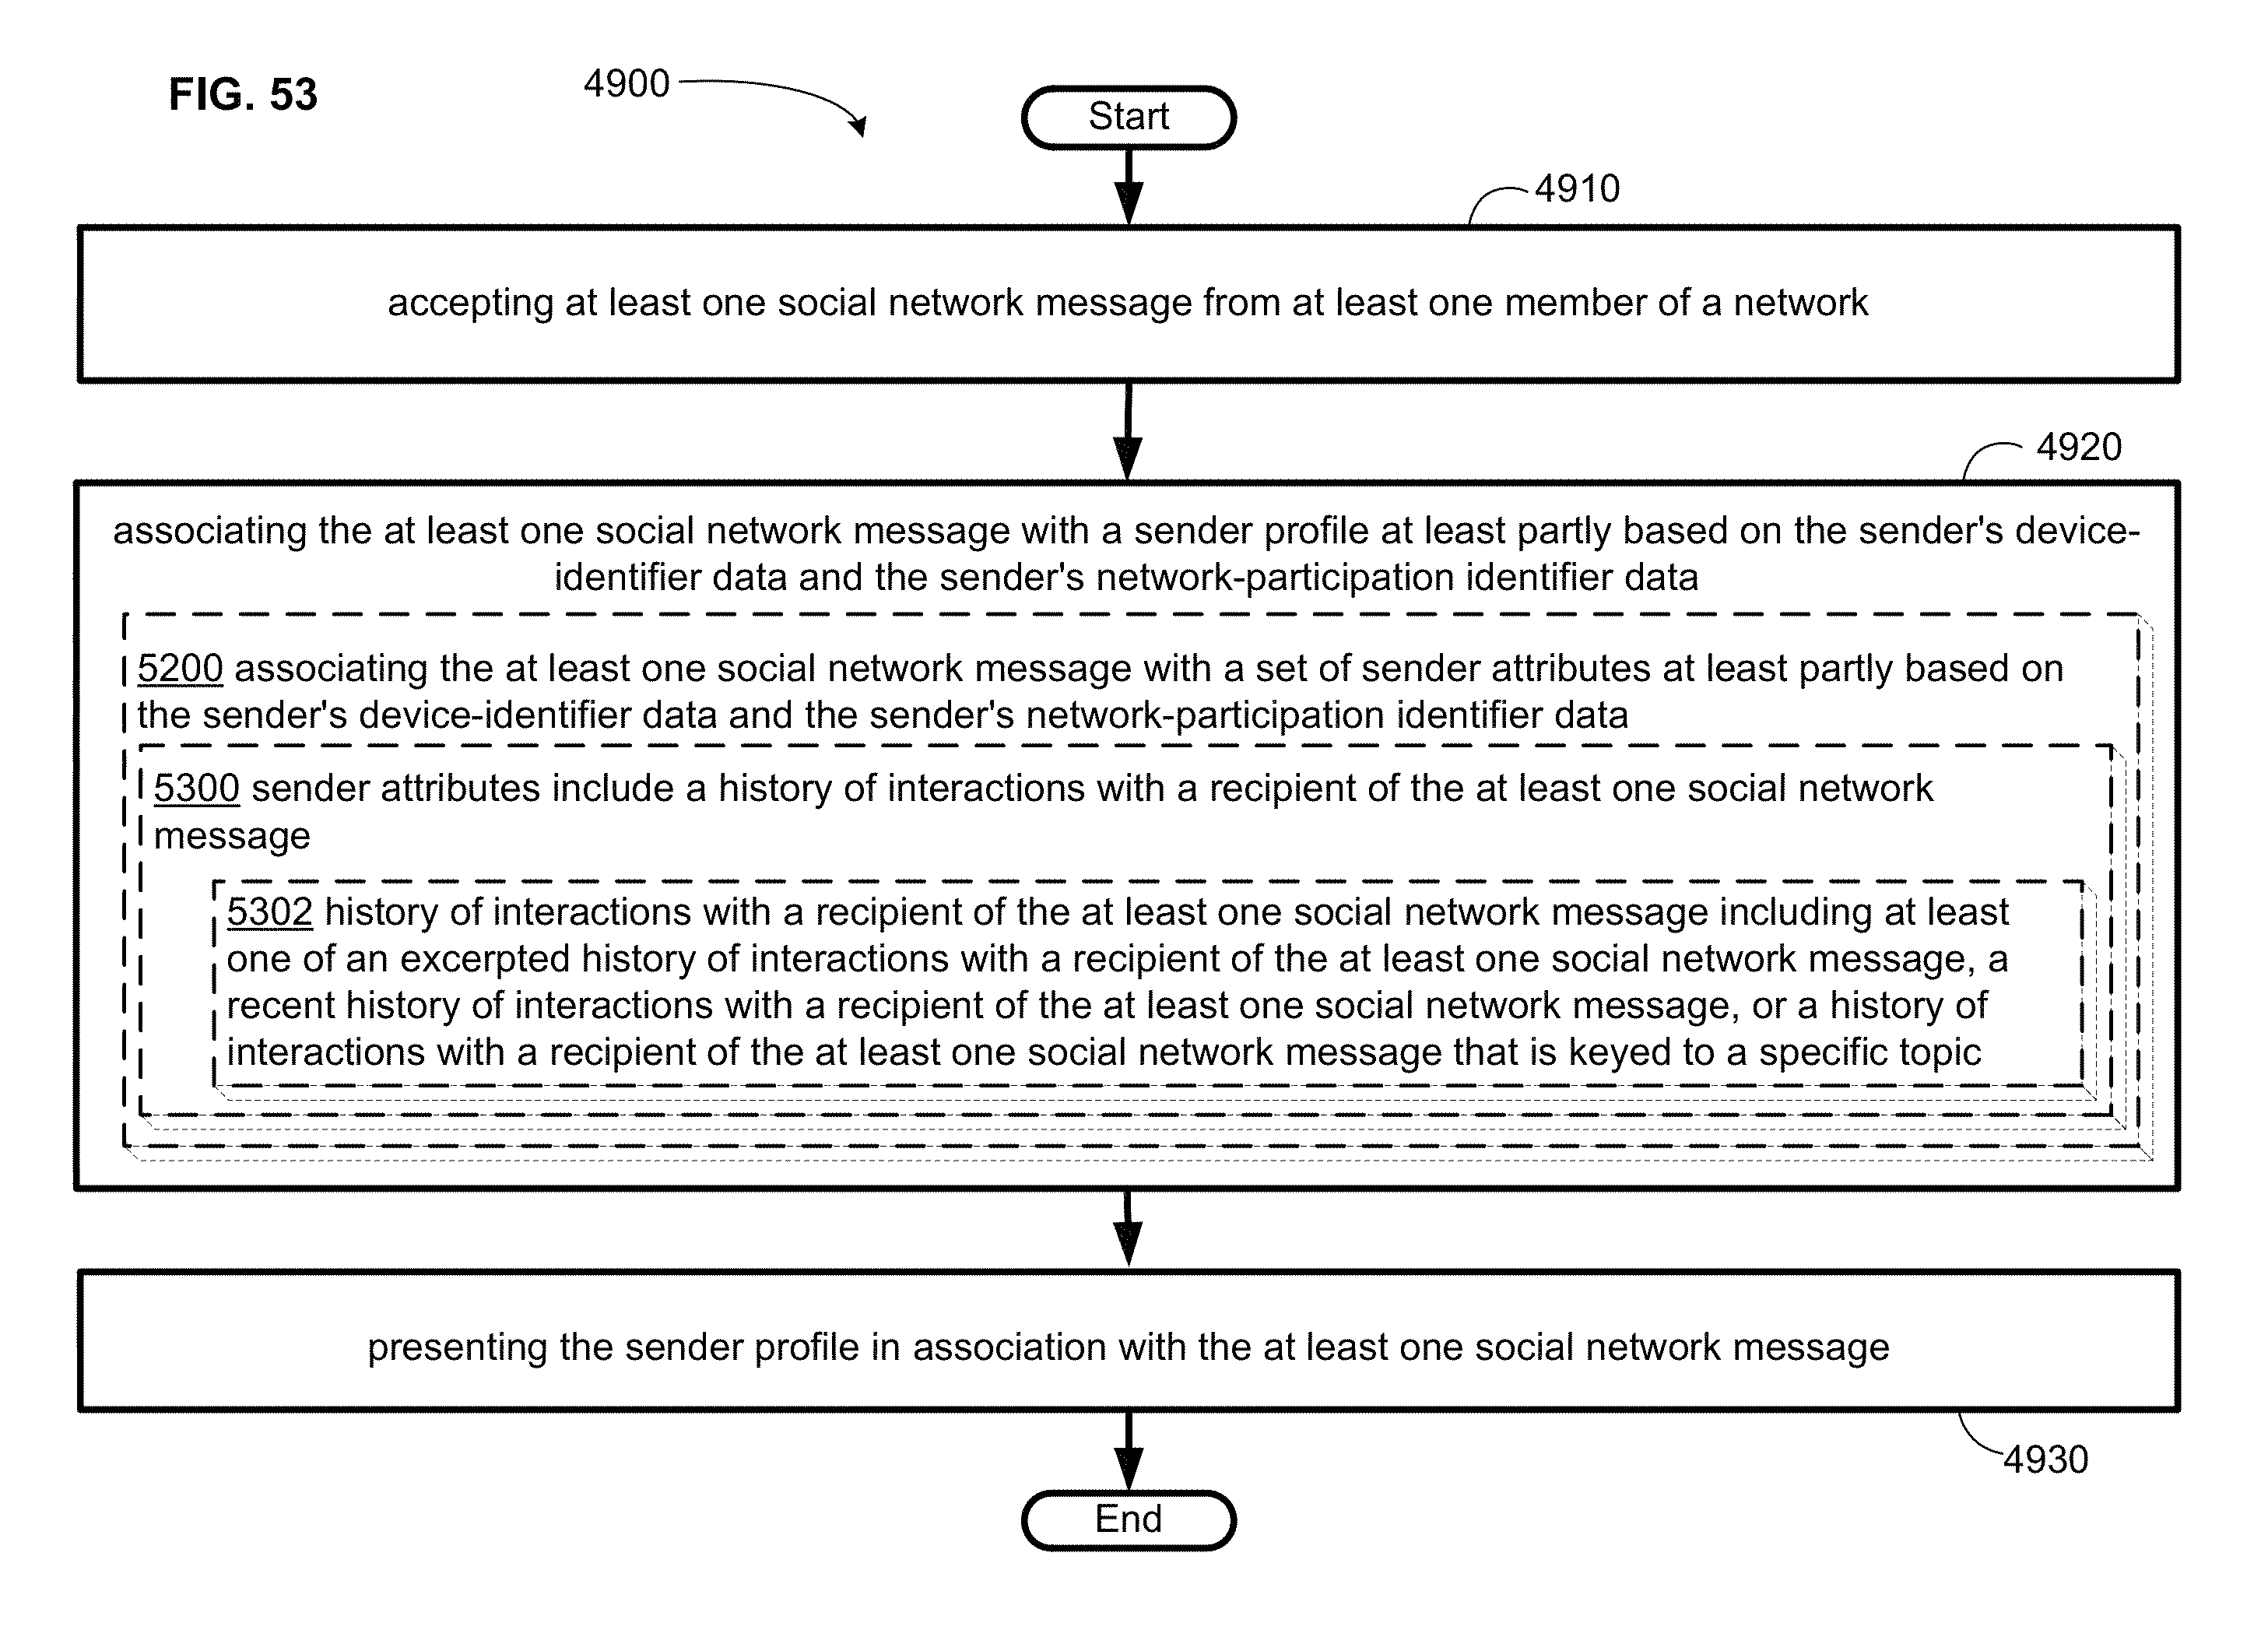 FIG. 53
4900
Start
4910
accepting at least one social network message from at least one member of a network
4920
associating the at least one social network message with a sender profile at least partly based on the sender's device-
identifier data and the sender's network-participation identifier data
5200 associating the at least one social network message with a set of sender attributes at least partly based on
the sender's device-identifier data and the sender's network-participation identifier data
5300 sender attributes include a history of interactions with a recipient of the at least one social network
message
5302 history of interactions with a recipient of the at least one social network message including at least
one of an excerpted history of interactions with a recipient of the at least one social network message, a
recent history of interactions with a recipient of the at least one social network message, or a history of
interactions with a recipient of the at least one social network message that is keyed to a specific topic
presenting the sender profile in association with the at least one social network message
4930
End